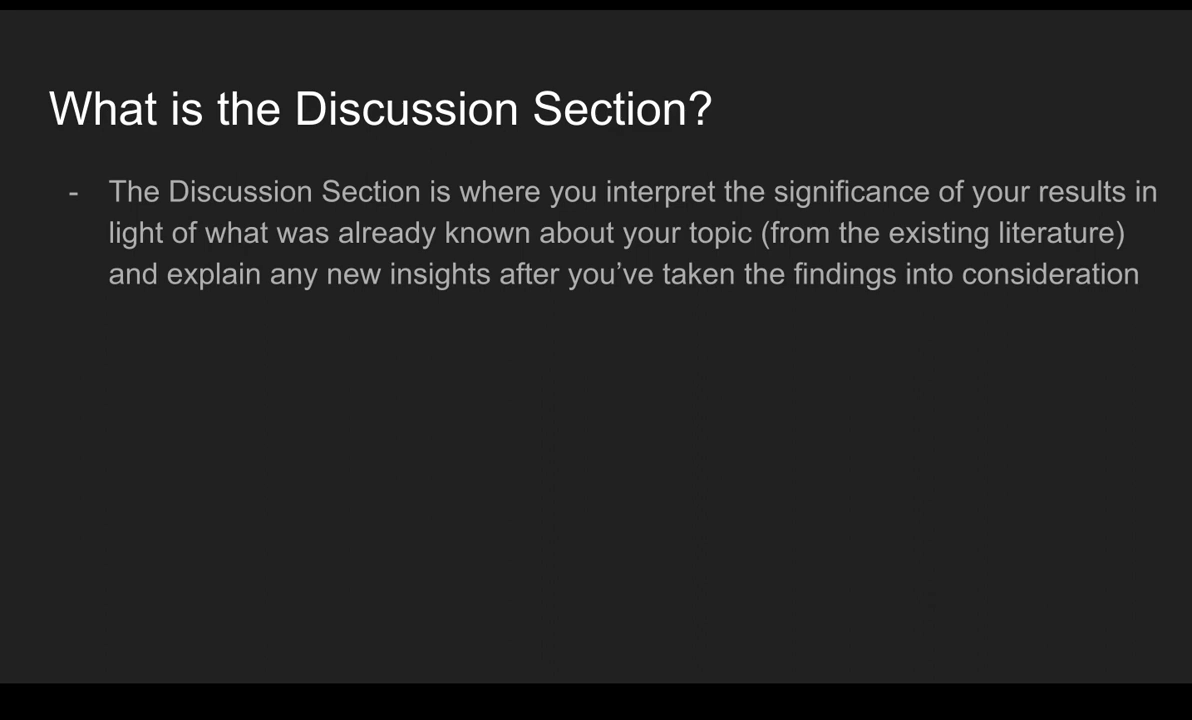 What is the Discussion Section?
- The Discussion Section is where you interpret the significance of your results in
light of what was already known about your topic (from the existing literature)
and explain any new insights after you’ve taken the findings into consideration